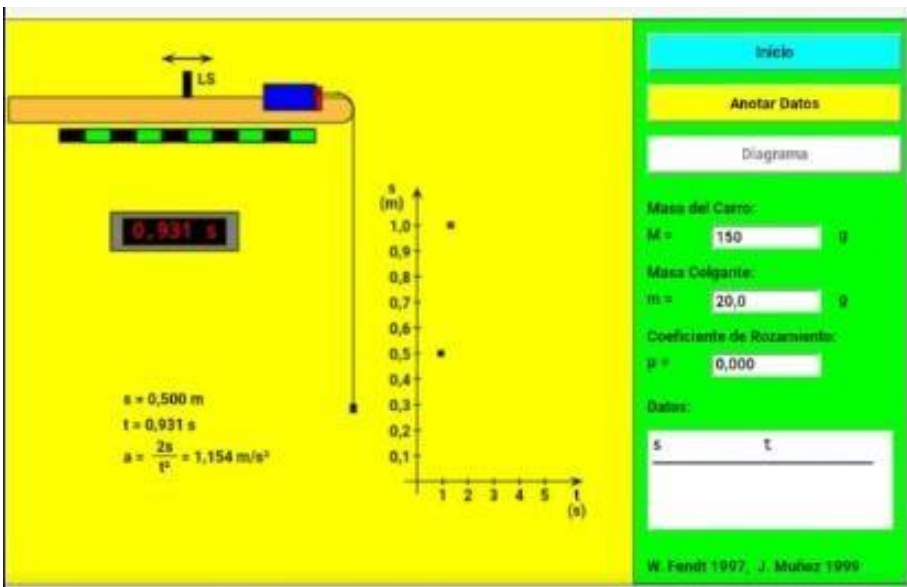 LS
0,931 s
s = 0,500 m
t = 0,931 s
a = 2s / t² = 1,154 m/s²
s
(m)
1,0
0,9
0,8
0,7
0,6
0,5
0,4
0,3
0,2
0,1
1 2 3 4 5 t
(s)
Inicio
Anotar Datos
Diagrama
Masa del Carro:
M = 150 g
Masa Colgante:
m = 20,0 g
Coeficiente de Rozamiento:
μ = 0,000
Datos:
s t
W. Fendt 1997, J. Muñoz 1999